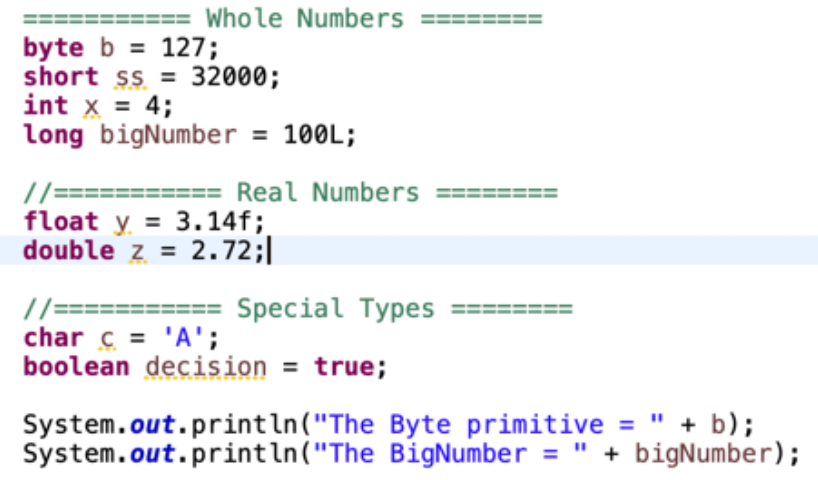 =========== Whole Numbers ========
byte b = 127;
short ss = 32000;
int x = 4;
long bigNumber = 100L;
//=========== Real Numbers ========
float y = 3.14f;
double z = 2.72;
//=========== Special Types ========
char c = 'A';
boolean decision = true;
System.out.println("The Byte primitive = " + b);
System.out.println("The BigNumber = " + bigNumber);